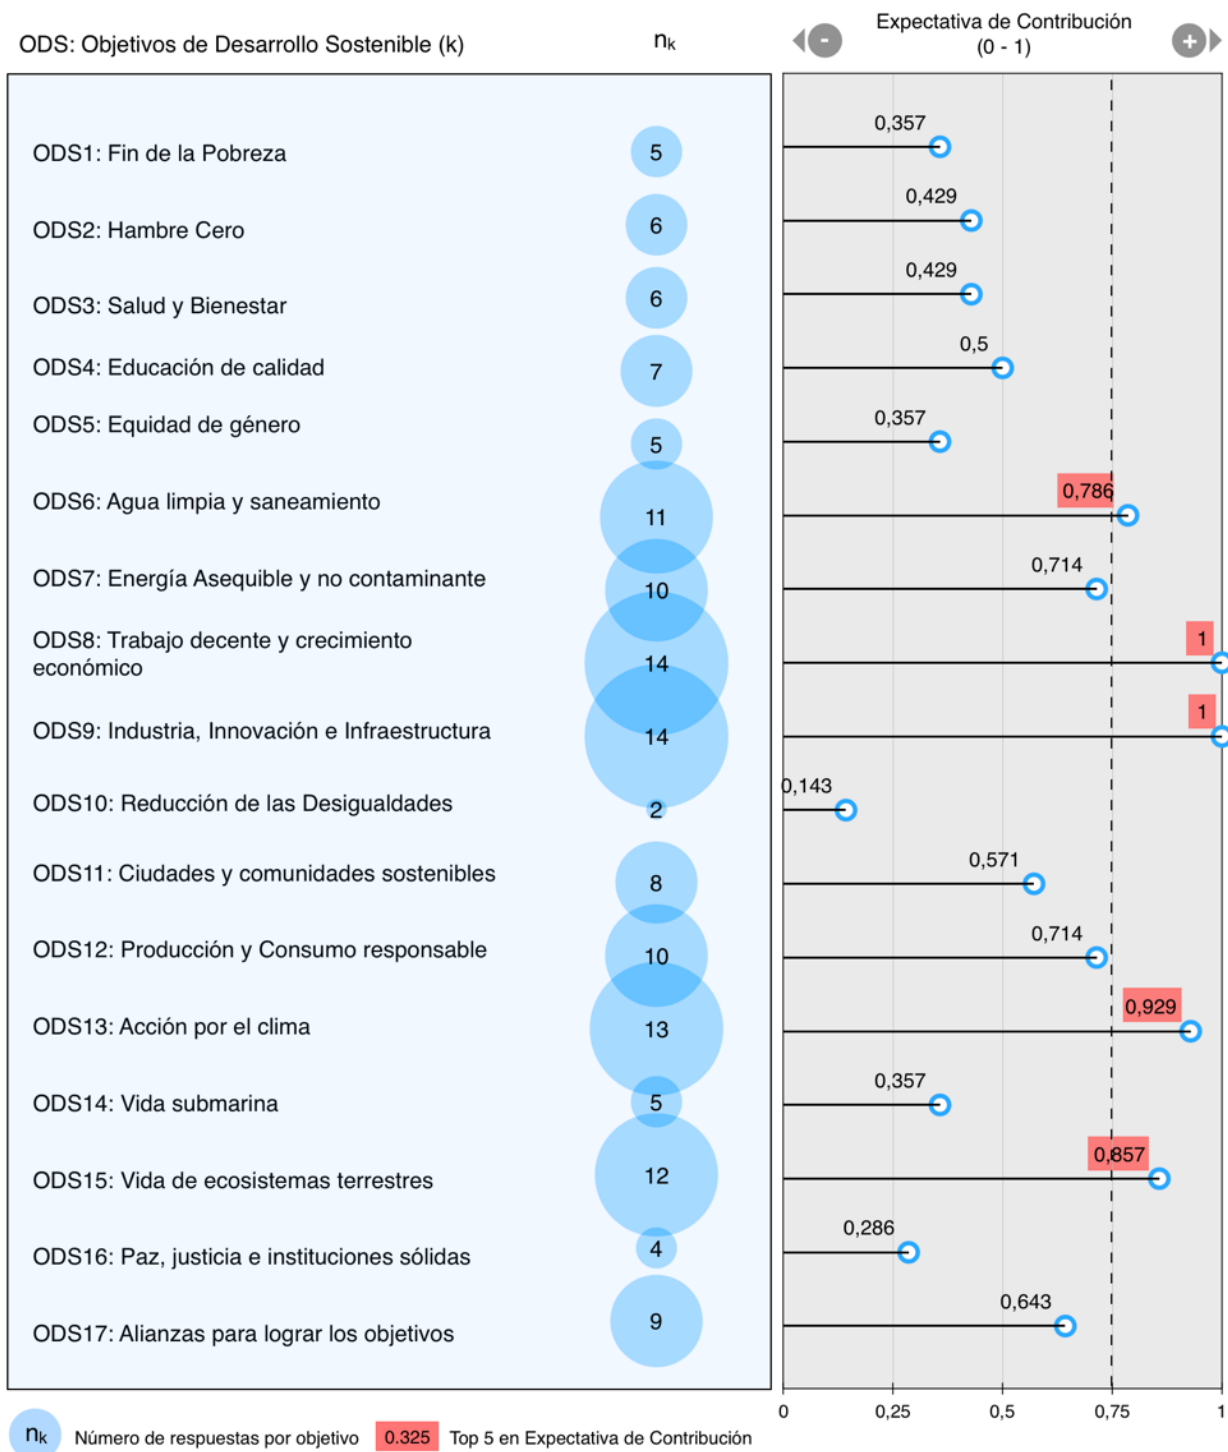 ODS: Objetivos de Desarrollo Sostenible (k)
nk
-
Expectativa de Contribución
(0 - 1)
+
ODS1: Fin de la Pobreza 5 0,357
ODS2: Hambre Cero 6 0,429
ODS3: Salud y Bienestar 6 0,429
ODS4: Educación de calidad 7 0,5
ODS5: Equidad de género 5 0,357
ODS6: Agua limpia y saneamiento 11 0,786
ODS7: Energía Asequible y no contaminante 10 0,714
ODS8: Trabajo decente y crecimiento
económico 14 1
ODS9: Industria, Innovación e Infraestructura 14 1
ODS10: Reducción de las Desigualdades 2 0,143
ODS11: Ciudades y comunidades sostenibles 8 0,571
ODS12: Producción y Consumo responsable 10 0,714
ODS13: Acción por el clima 13 0,929
ODS14: Vida submarina 5 0,357
ODS15: Vida de ecosistemas terrestres 12 0,857
ODS16: Paz, justicia e instituciones sólidas 4 0,286
ODS17: Alianzas para lograr los objetivos 9 0,643
0 0,25 0,5 0,75 1
nk Número de respuestas por objetivo 0.325 Top 5 en Expectativa de Contribución